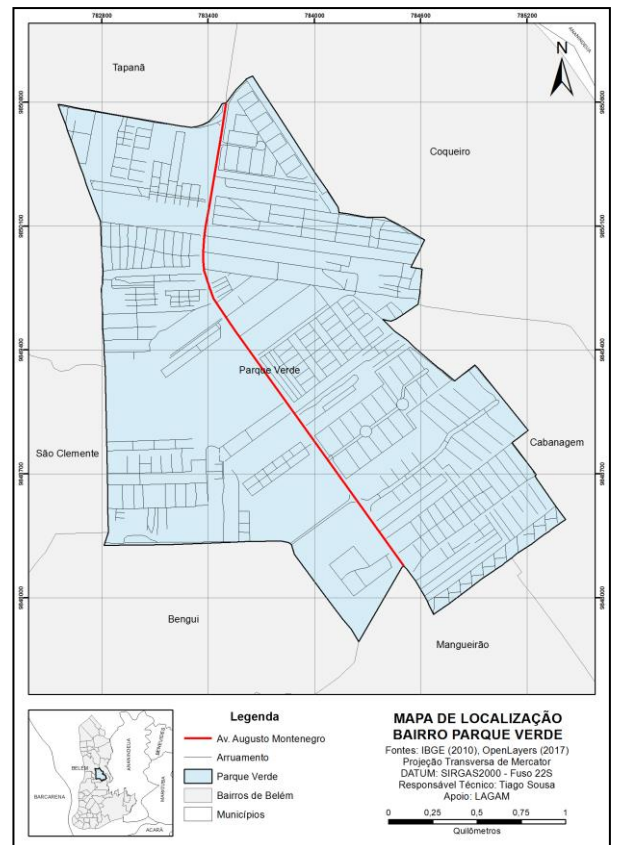 782800 783400 784000 784600 785200
ANANINDEUA
N
Tapanã
Coqueiro
Parque Verde
São Clemente
Cabanagem
Bengui
Mangueirão
Legenda
Av. Augusto Montenegro
Arruamento
Parque Verde
Bairros de Belém
Municípios
BELÉM
ANANINDEUA
BENEVIDES
MARITUBA
BARCARENA
ACARÁ
MAPA DE LOCALIZAÇÃO
BAIRRO PARQUE VERDE
Fontes: IBGE (2010), OpenLayers (2017)
Projeção Transversa de Mercator
DATUM: SIRGAS2000 - Fuso 22S
Responsável Técnico: Tiago Sousa
Apoio: LAGAM
0 0,25 0,5 1
Quilômetros